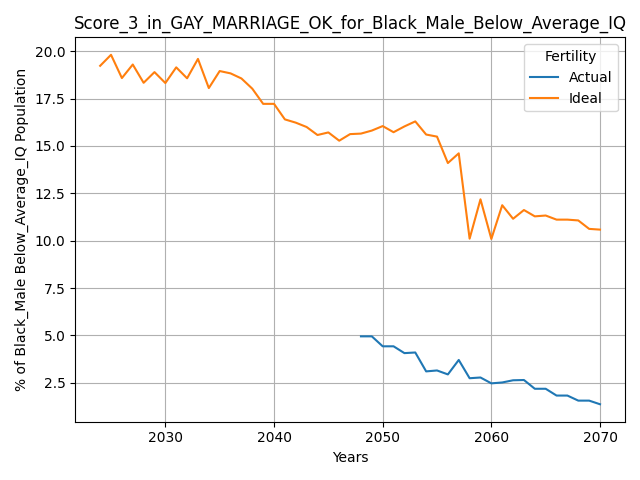 Score_3_in_GAY_MARRIAGE_OK_for_Black_Male_Below_Average_IQ
Fertility
Actual
Ideal
% of Black_Male Below_Average_IQ Population
20.0
17.5
15.0
12.5
10.0
7.5
5.0
2.5
2030 2040 2050 2060 2070
Years